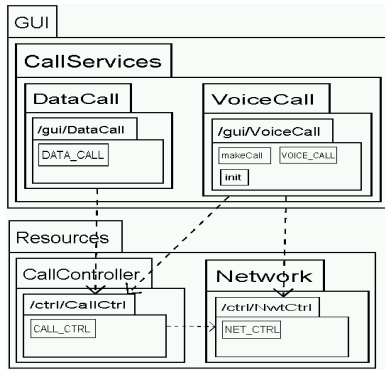 GUI
CallServices
DataCall
/gui/DataCall
DATA_CALL
VoiceCall
/gui/VoiceCall
makeCall
VOICE_CALL
init
Resources
CallController
/ctrl/CallCtrl
CALL_CTRL
Network
/ctrl/NwtCtrl
NET_CTRL